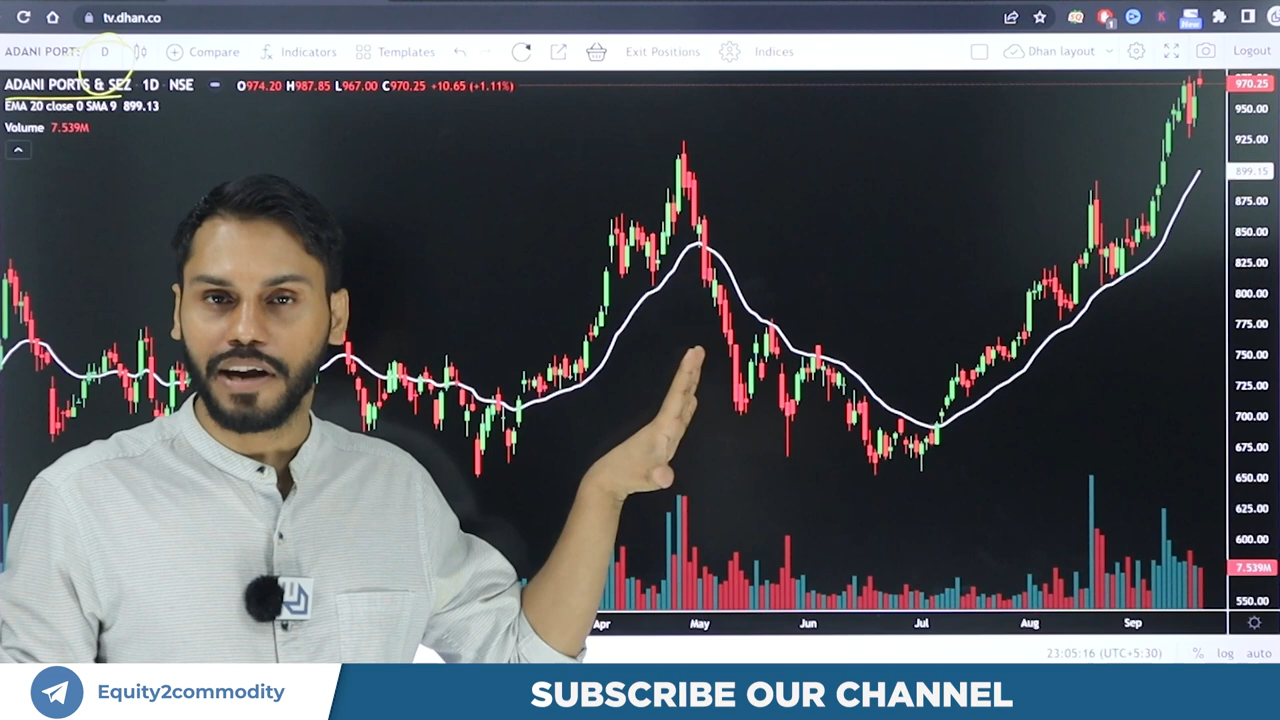 tv.dhan.co
New
1
ADANI PORTS D Compare Indicators Templates Exit Positions Indices Dhan layout Logout
ADANI PORTS & SEZ · 1D · NSE O974.20 H987.85 L967.00 C970.25 +10.65 (+1.11%)
EMA 20 close 0 SMA 9 899.13
Volume 7.539M
970.25
950.00
925.00
899.15
875.00
850.00
825.00
800.00
775.00
750.00
725.00
700.00
675.00
650.00
625.00
600.00
7.539M
550.00
Apr May Jun Jul Aug Sep
23:05:16 (UTC+5:30) % log auto
Equity2commodity
SUBSCRIBE OUR CHANNEL